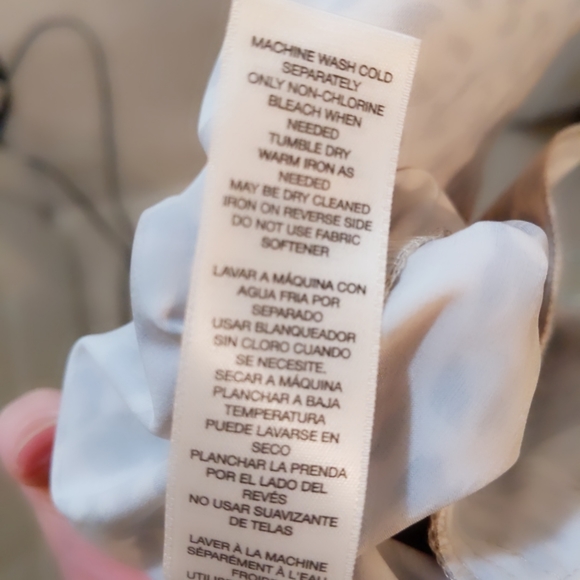 MACHINE WASH COLD
SEPARATELY
ONLY NON-CHLORINE
BLEACH WHEN
NEEDED
TUMBLE DRY
WARM IRON AS
NEEDED
MAY BE DRY CLEANED
IRON ON REVERSE SIDE
DO NOT USE FABRIC
SOFTENER
LAVAR A MÁQUINA CON
AGUA FRIA POR
SEPARADO
USAR BLANQUEADOR
SIN CLORO CUANDO
SE NECESITE.
SECAR A MÁQUINA
PLANCHAR A BAJA
TEMPERATURA
PUEDE LAVARSE EN
SECO
PLANCHAR LA PRENDA
POR EL LADO DEL
REVÉS
NO USAR SUAVIZANTE
DE TELAS
LAVER À LA MACHINE
SÉPARÉMENT À L'EAU